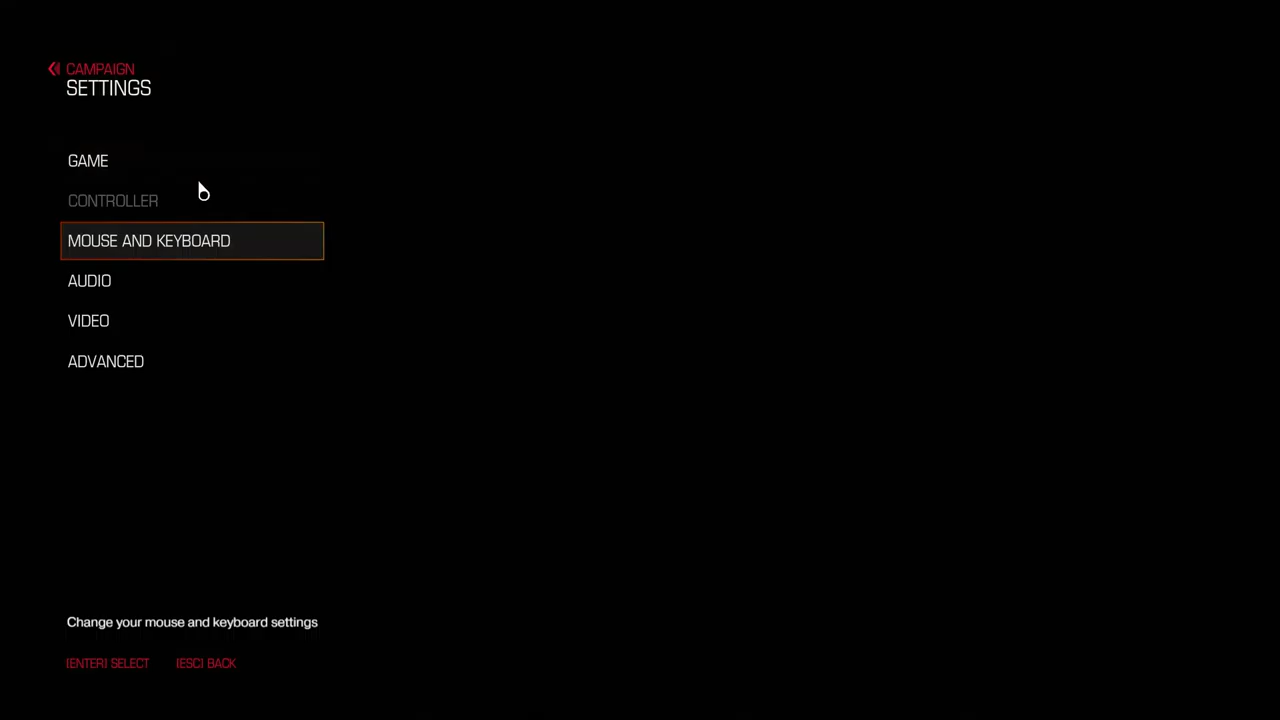 CAMPAIGN
SETTINGS
GAME
CONTROLLER
MOUSE AND KEYBOARD
AUDIO
VIDEO
ADVANCED
Change your mouse and keyboard settings
[ENTER] SELECT [ESC] BACK